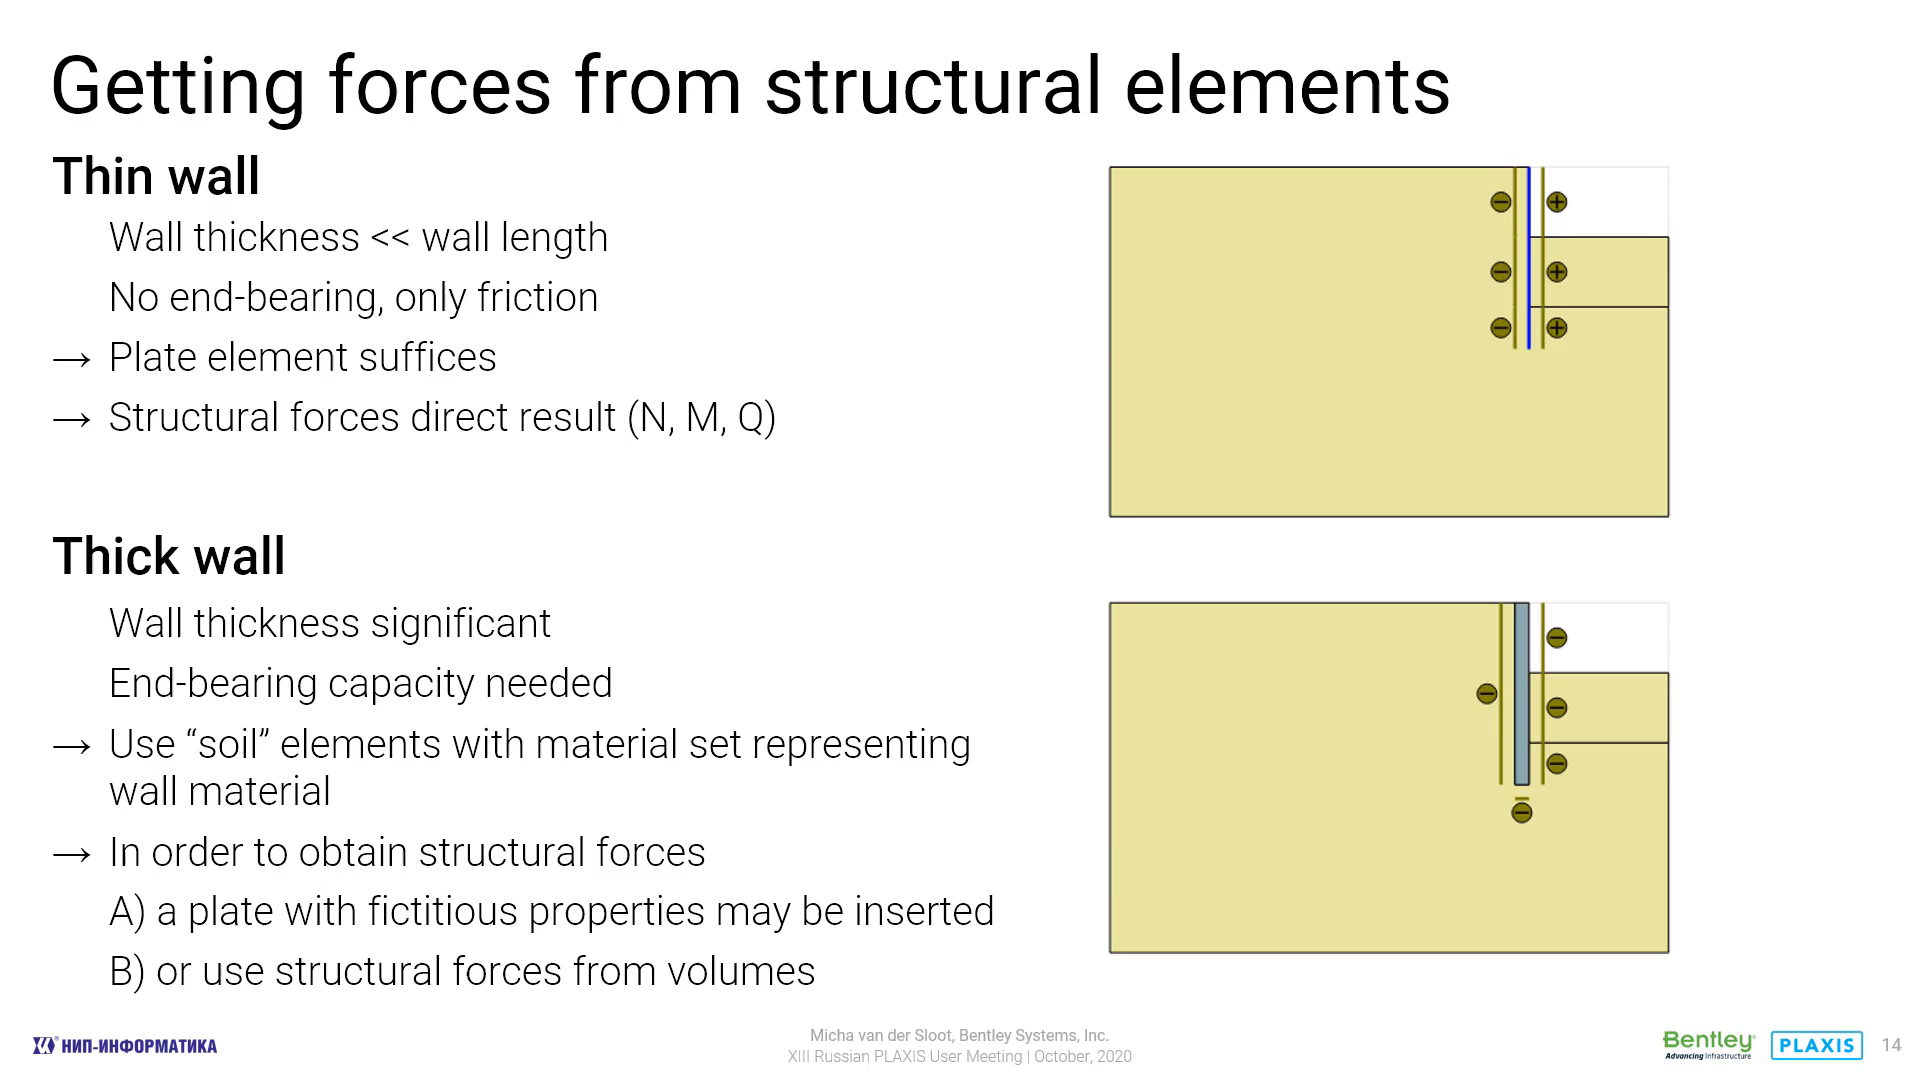 Getting forces from structural elements
Thin wall
Wall thickness << wall length
No end-bearing, only friction
→ Plate element suffices
→ Structural forces direct result (N, M, Q)
Thick wall
Wall thickness significant
End-bearing capacity needed
→ Use “soil” elements with material set representing
wall material
→ In order to obtain structural forces
A) a plate with fictitious properties may be inserted
B) or use structural forces from volumes
НИП-ИНФОРМАТИКА
Micha van der Sloot, Bentley Systems, Inc.
XIII Russian PLAXIS User Meeting | October, 2020
Bentley®
Advancing Infrastructure
PLAXIS
14